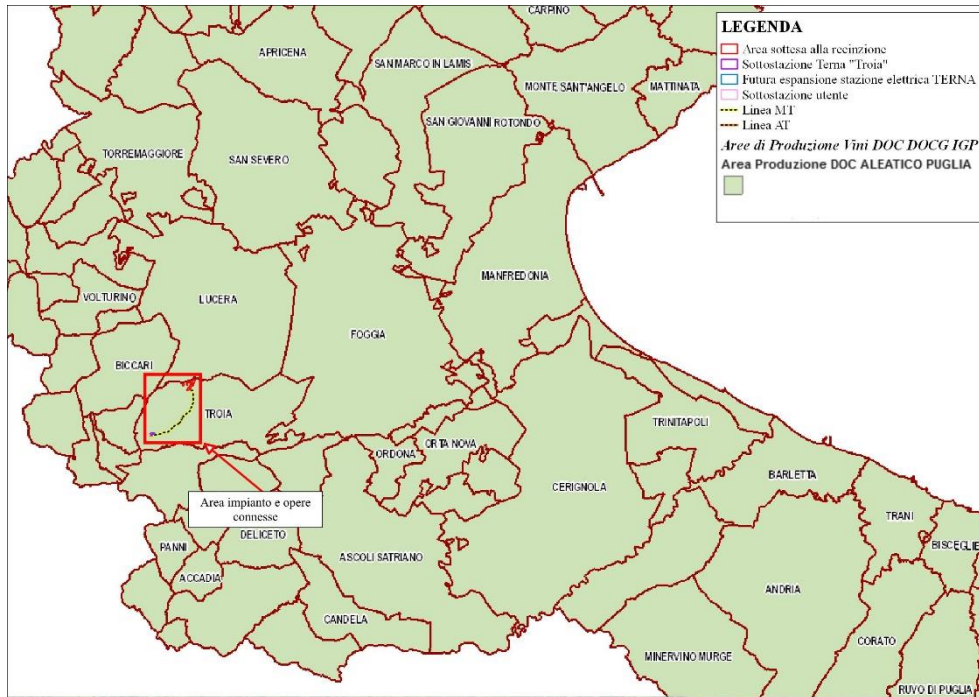 CARPINO
APRICENA
SAN MARCO IN LAMIS
MONTE SANT'ANGELO
MATTINATA
SAN GIOVANNI ROTONDO
TORREMAGGIORE
SAN SEVERO
MANFREDONIA
VOLTURINO
LUCERA
FOGGIA
BICCARI
TROIA
TRINITAPOLI
ORTA NOVA
ORDONA
BARLETTA
CERIGNOLA
Area impianto e opere
connesse
TRANI
DELICETO
PANNI
BISCEGLIE
ASCOLI SATRIANO
ACCADIA
ANDRIA
CANDELA
CORATO
MINERVINO MURGE
RUVO DI PUGLIA
LEGENDA
Area sottesa alla recinzione
Sottostazione Terna "Troia"
Futura espansione stazione elettrica TERNA
Sottostazione utente
Linea MT
Linea AT
Aree di Produzione Vini DOC DOCG IGP
Area Produzione DOC ALEATICO PUGLIA